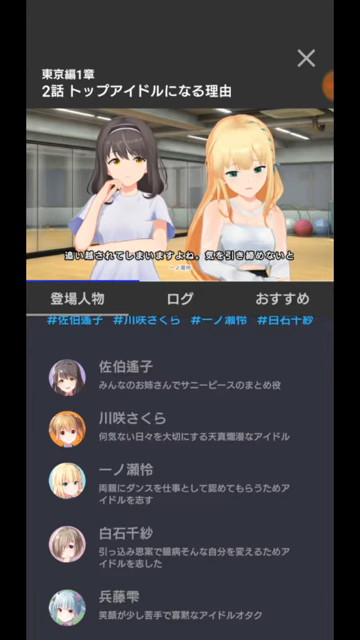 東京編1章
2話 トップアイドルになる理由
追い越されてしまいますよね。気を引き締めないと
一ノ瀬怜
登場人物
ログ
おすすめ
#佐伯遙子 #川咲さくら #一ノ瀬怜 #白石千紗
佐伯遙子
みんなのお姉さんでサニーピースのまとめ役
川咲さくら
何気ない日々を大切にする天真爛漫なアイドル
一ノ瀬怜
両親にダンスを仕事として認めてもらうためア
イドルを志す
白石千紗
引っ込み思案で臆病そんな自分を変えるためア
イドルを志した
兵藤雫
笑顔が少し苦手で寡黙なアイドルオタク